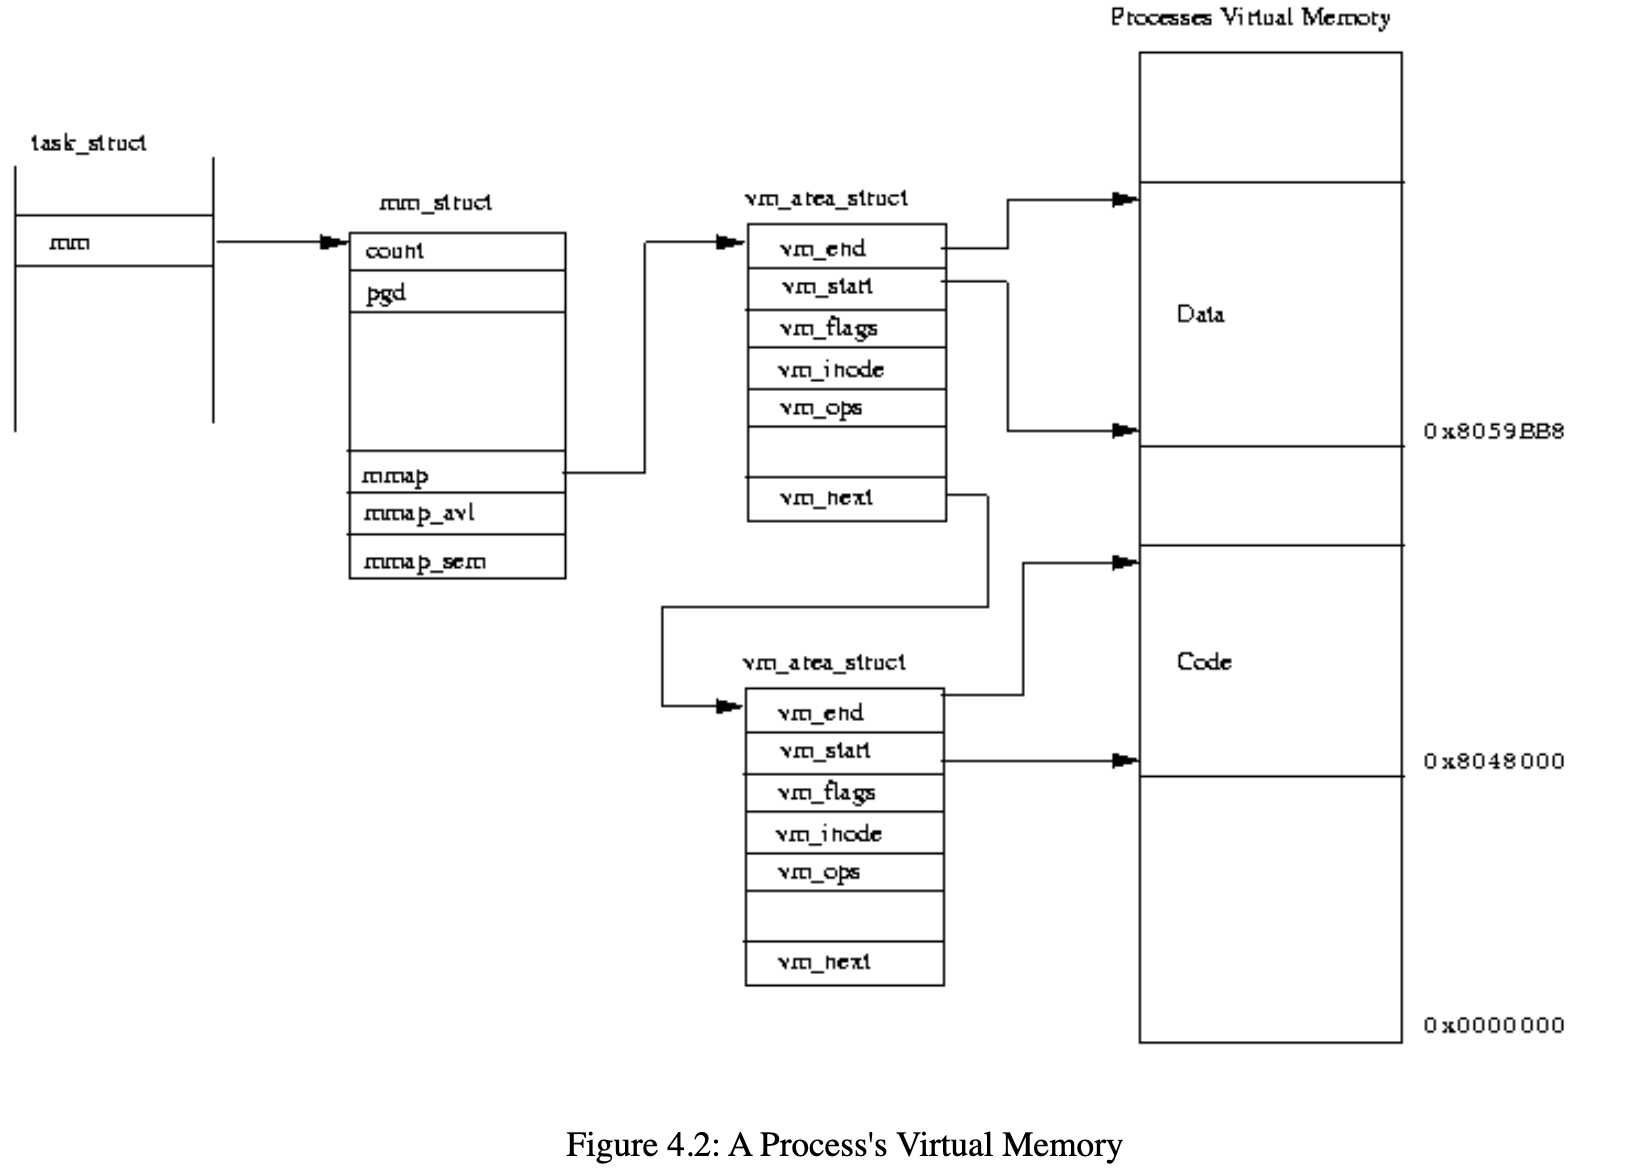 Processes Virtual Memory
task_struct
mm
mm_struct
count
pgd
mmap
mmap_avl
mmap_sem
vm_area_struct
vm_end
vm_start
vm_flags
vm_inode
vm_ops
vm_next
vm_area_struct
vm_end
vm_start
vm_flags
vm_inode
vm_ops
vm_next
Data
0x8059BB8
Code
0x8048000
0x0000000
Figure 4.2: A Process's Virtual Memory